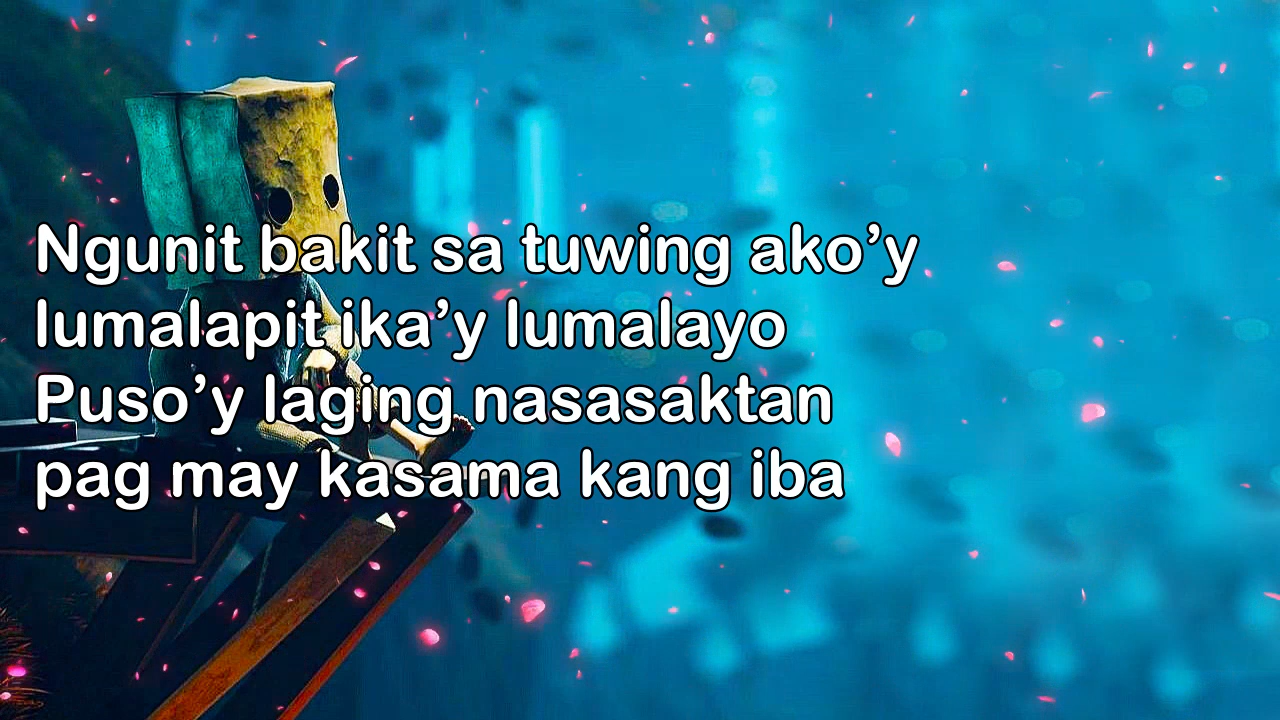 Ngunit bakit sa tuwing ako’y
lumalapit ika’y lumalayo
Puso’y laging nasasaktan
pag may kasama kang iba